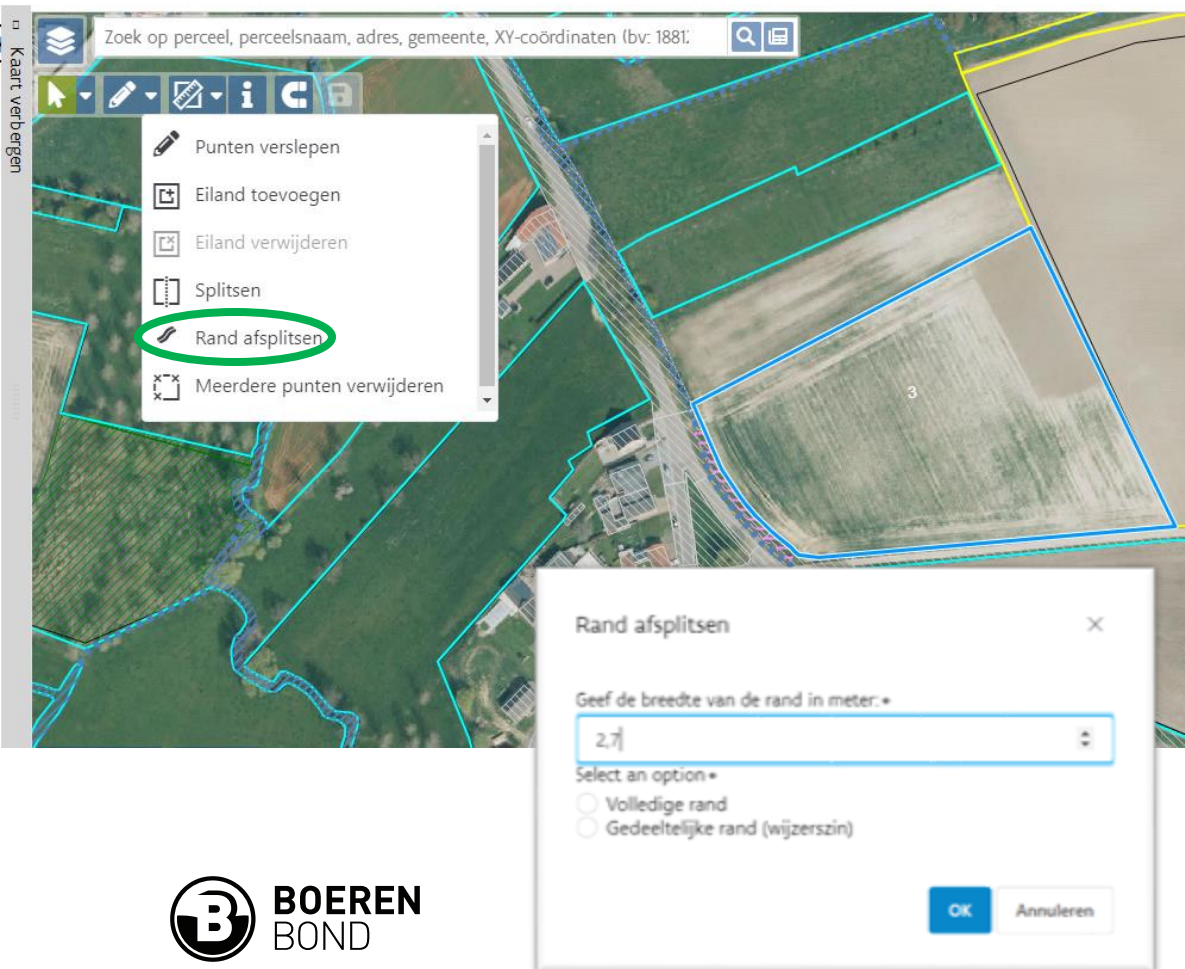 Kaart verbergen
Zoek op perceel, perceelsnaam, adres, gemeente, XY-coördinaten (bv: 1881
Punten verslepen
Eiland toevoegen
Eiland verwijderen
Splitsen
Rand afsplitsen
Meerdere punten verwijderen
3
Rand afsplitsen
Geef de breedte van de rand in meter:*
2,7
Select an option*
Volledige rand
Gedeeltelijke rand (wijzerszin)
OK Annuleren
B BOEREN
BOND